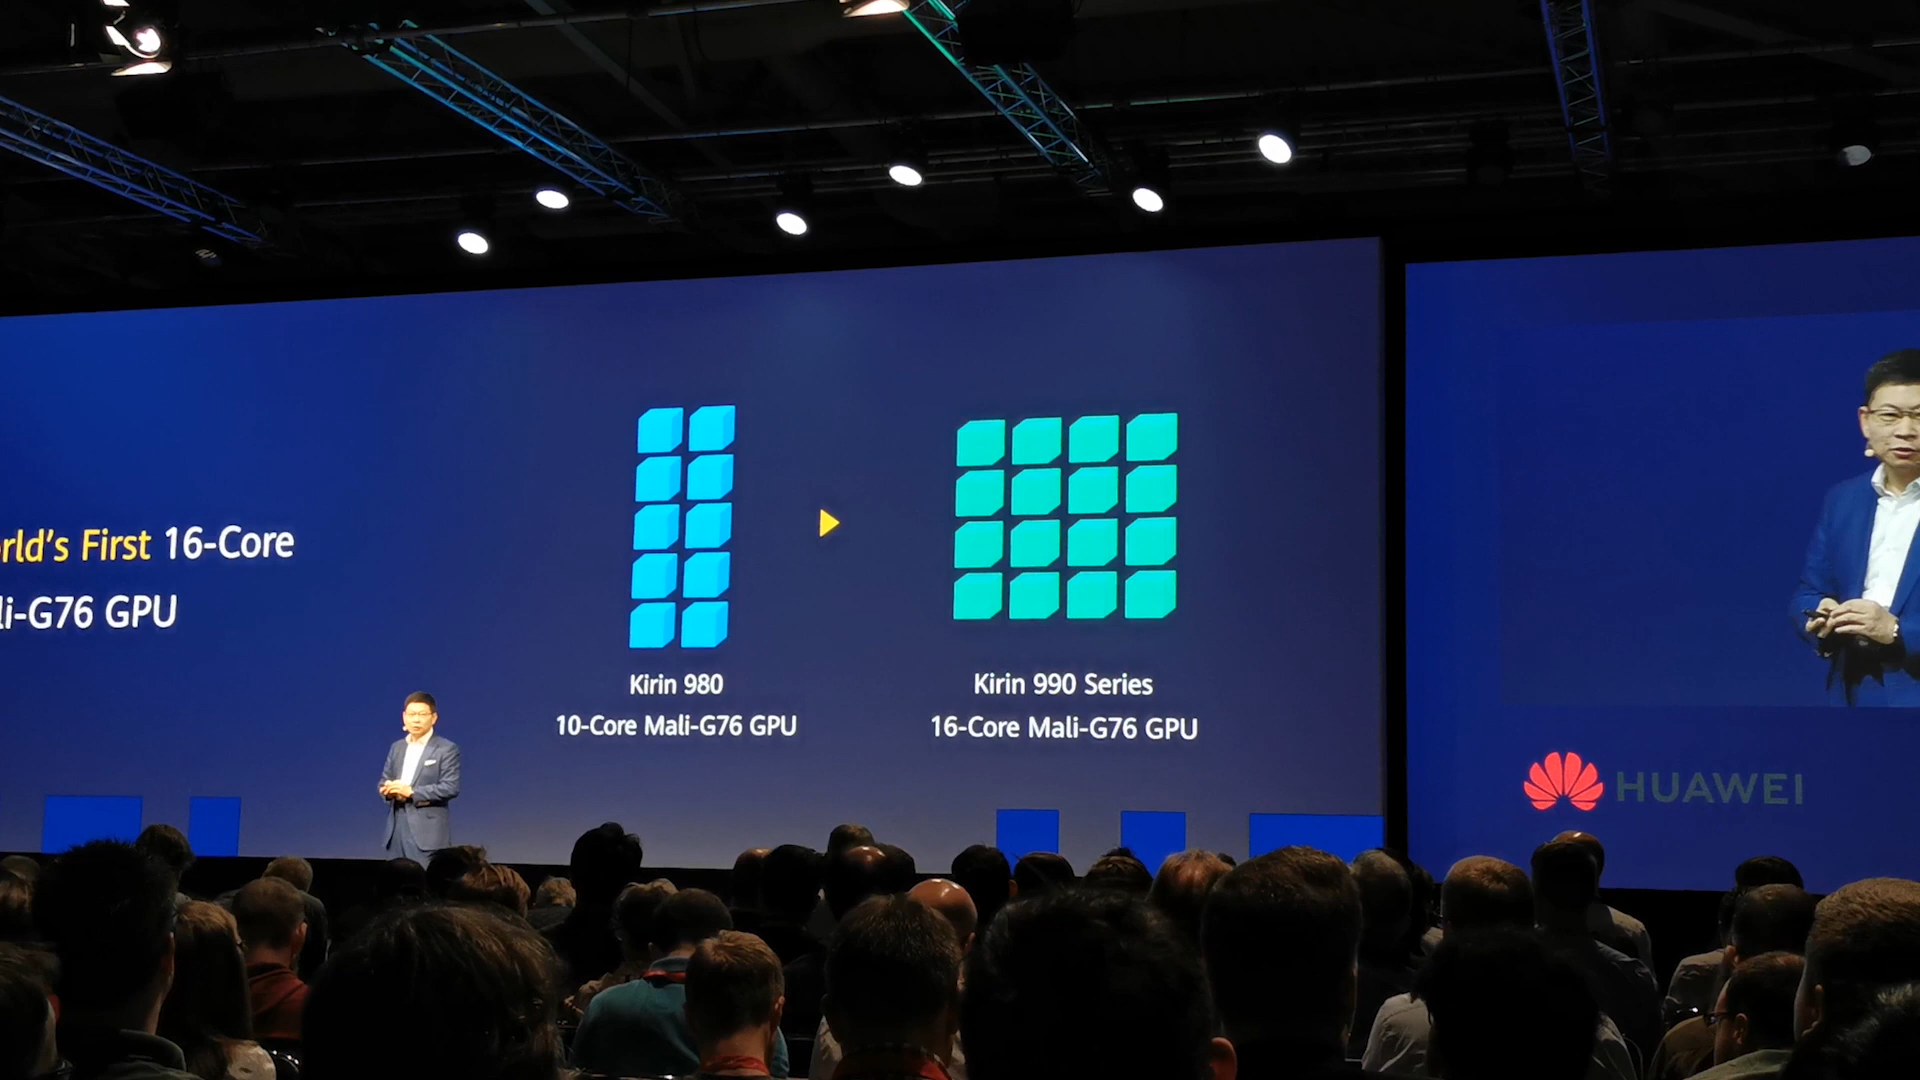 rld's First 16-Core
li-G76 GPU
Kirin 980
10-Core Mali-G76 GPU
Kirin 990 Series
16-Core Mali-G76 GPU
HUAWEI